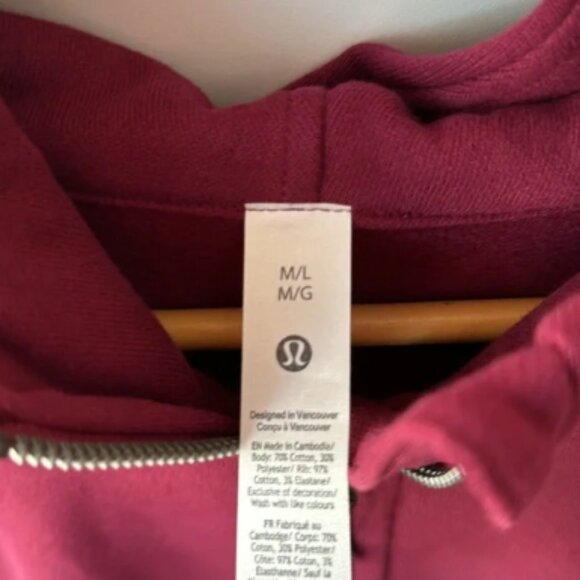 M/L
M/G
Designed in Vancouver
Conçu à Vancouver
EN Made in Cambodia/
Body: 70% Cotton, 30%
Polyester/ Rib: 97%
Cotton, 3% Elastane/
Exclusive of decoration/
Wash with like colours
FR Fabriqué au
Cambodge/ Corps: 70%
Coton, 30% Polyester/
Côte: 97% Coton, 3%
Élasthanne/ Sauf la